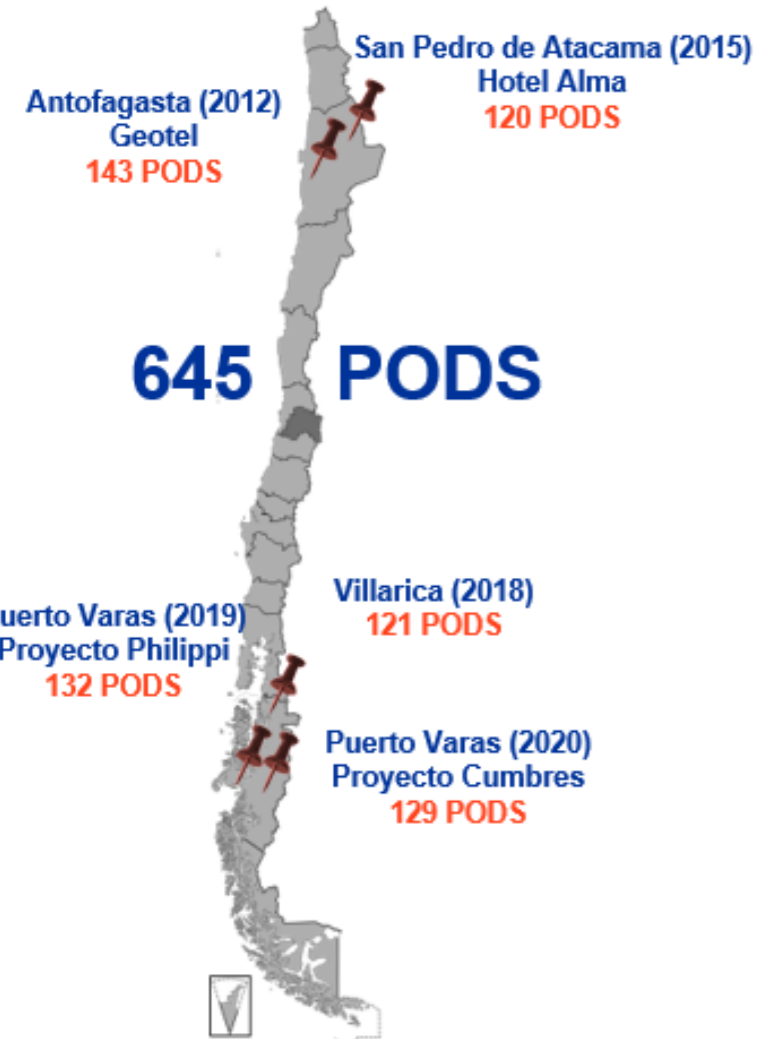 San Pedro de Atacama (2015)
Hotel Alma
120 PODS
Antofagasta (2012)
Geotel
143 PODS
645 PODS
Villarica (2018)
121 PODS
uerto Varas (2019)
Proyecto Philippi
132 PODS
Puerto Varas (2020)
Proyecto Cumbres
129 PODS